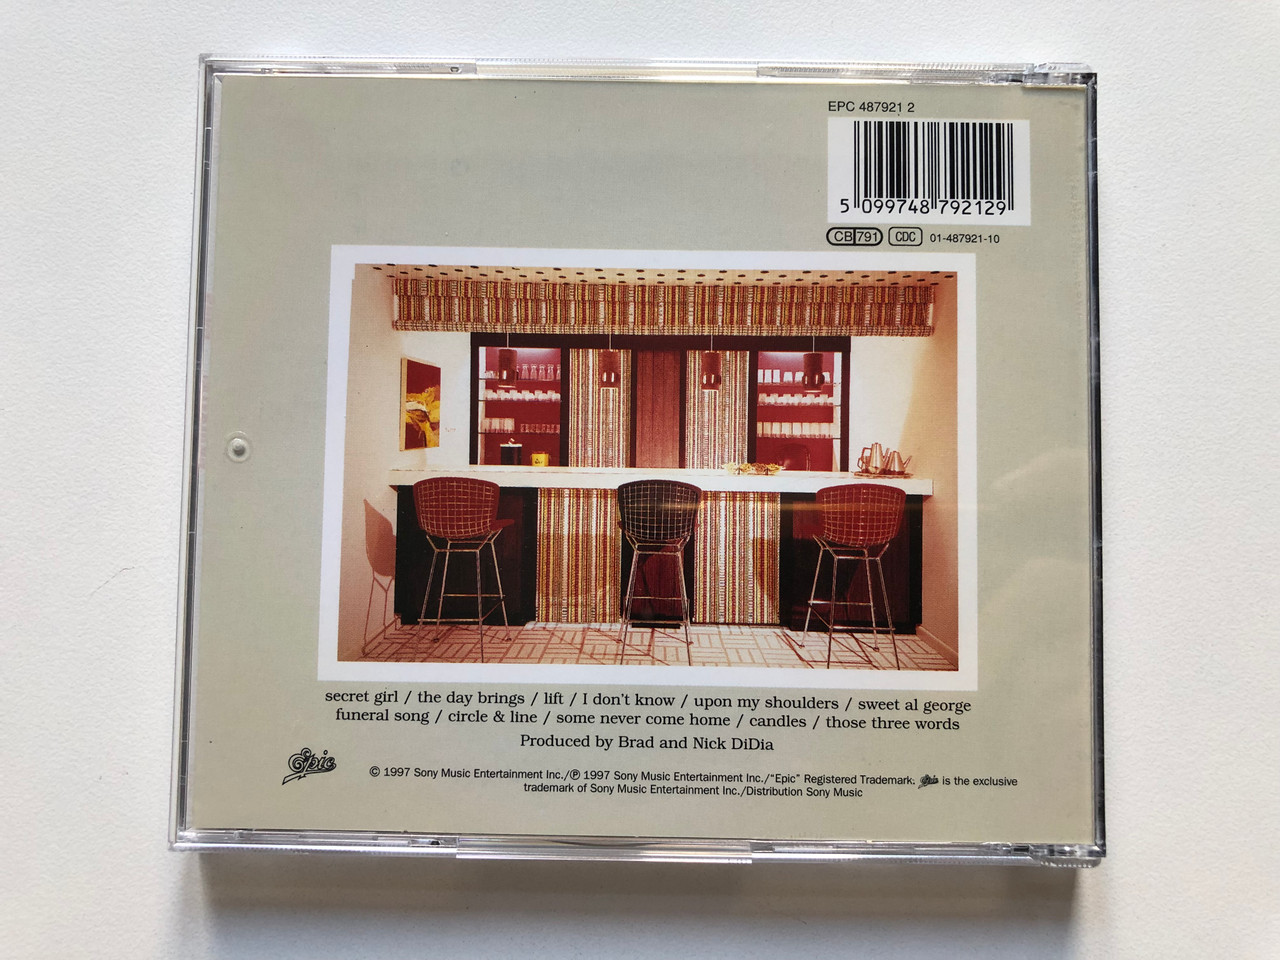 EPC 487921 2
5 099748 792129
CB 791 CDC 01-487921-10
secret girl / the day brings / lift / I don't know / upon my shoulders / sweet al george
funeral song / circle & line / some never come home / candles / those three words
Produced by Brad and Nick DiDia
Epic
© 1997 Sony Music Entertainment Inc./℗ 1997 Sony Music Entertainment Inc./"Epic" Registered Trademark. Epic is the exclusive
trademark of Sony Music Entertainment Inc./Distribution Sony Music